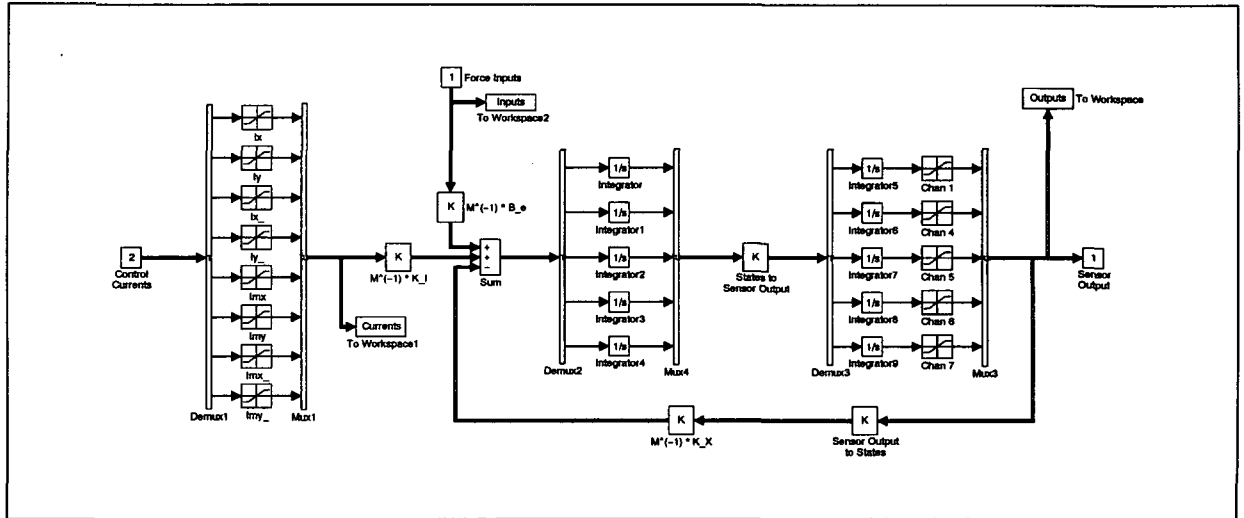 1 Force Inputs
Inputs
To Workspace2
Outputs To Workspace
Ix
Iy
Ix_
Iy_
Imx
Imy
Imx_
Imy_
Demux1
Mux1
2
Control
Currents
K
M^(-1) * K_I
Currents
To Workspace1
K
M^(-1) * B_e
+
+
−
Sum
1/s
Integrator
1/s
Integrator1
1/s
Integrator2
1/s
Integrator3
1/s
Integrator4
Demux2
Mux4
K
States to
Sensor Output
1/s
Integrator5
Chan 1
1/s
Integrator6
Chan 4
1/s
Integrator7
Chan 5
1/s
Integrator8
Chan 6
1/s
Integrator9
Chan 7
Demux3
Mux3
1
Sensor
Output
K
M^(-1) * K_X
K
Sensor Output
to States